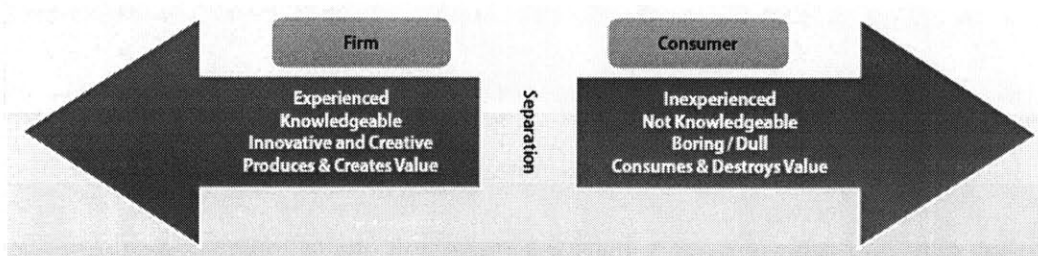 Firm
Experienced
Knowledgeable
Innovative and Creative
Produces & Creates Value
Separation
Consumer
Inexperienced
Not Knowledgeable
Boring / Dull
Consumes & Destroys Value